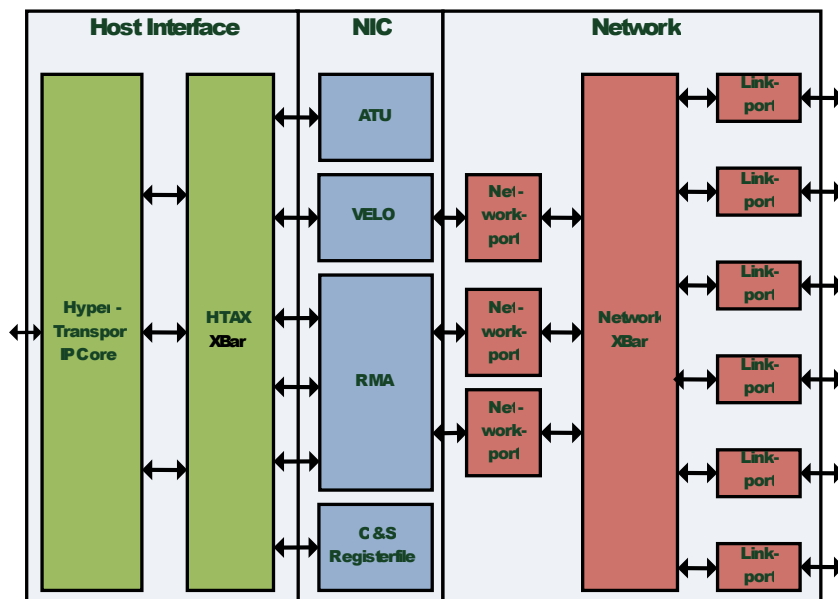 Host Interface
NIC
Network
Hyper-
Transpor
IP Core
HTAX
XBar
ATU
VELO
RMA
C&S
Registerfile
Net-
work-
port
Net-
work-
port
Net-
work-
port
Network
XBar
Link-
port
Link-
port
Link-
port
Link-
port
Link-
port
Link-
port